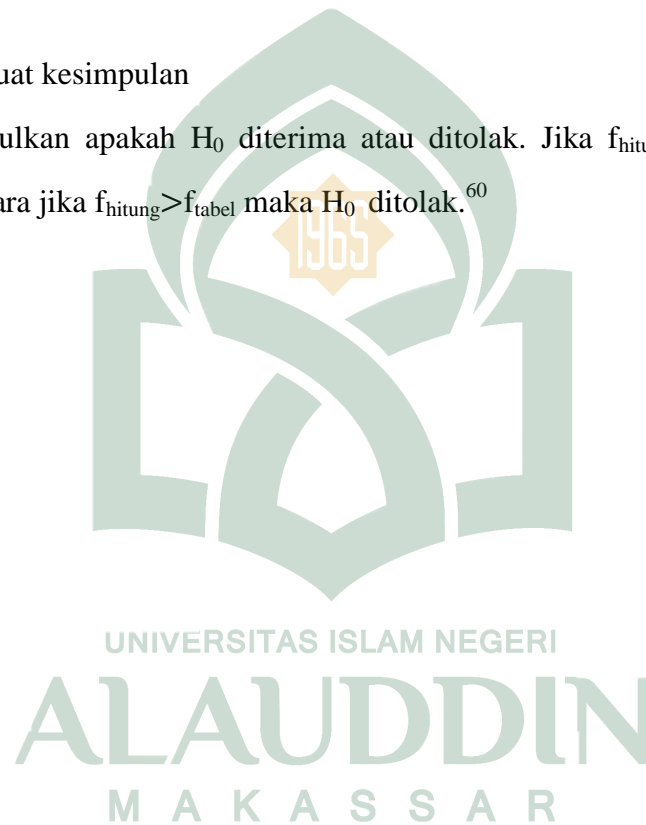 uat kesimpulan
ulkan apakah H₀ diterima atau ditolak. Jika f
ara jika fhitung>ftabel maka H₀ ditolak.⁶⁰
1965
UNIVERSITAS ISLAM NEGERI
ALAUDDIN
MAKASSAR